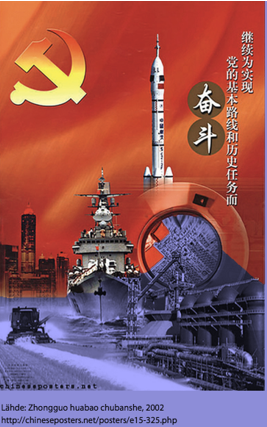 继续为实现
党的基本路线和历史任务而
奋斗
chineseposters.net
Lähde: Zhongguo huabao chubanshe, 2002
http://chineseposters.net/posters/e15-325.php